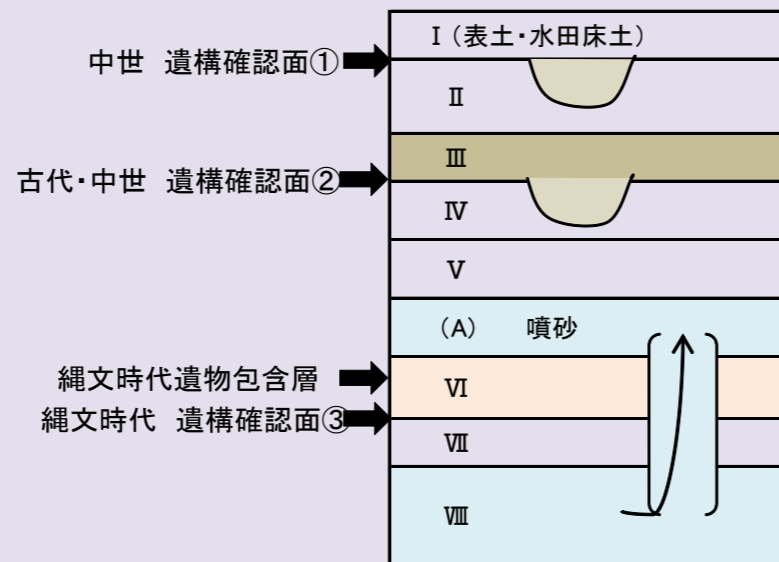 Ⅰ（表土・水田床土）
中世　遺構確認面①
Ⅱ
Ⅲ
古代・中世　遺構確認面②
Ⅳ
Ⅴ
（A）　噴砂
縄文時代遺物包含層
Ⅵ
縄文時代　遺構確認面③
Ⅶ
Ⅷ